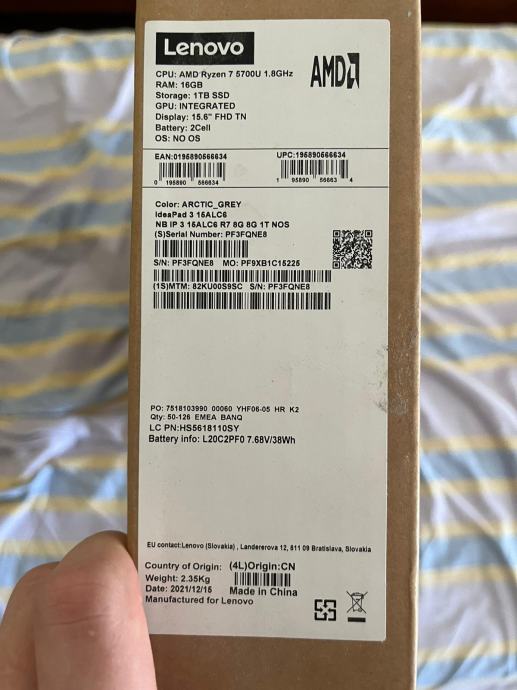 Lenovo
AMD
CPU: AMD Ryzen 7 5700U 1.8GHz
RAM: 16GB
Storage: 1TB SSD
GPU: INTEGRATED
Display: 15.6" FHD TN
Battery: 2Cell
OS: NO OS
EAN:0195890566634 UPC:195890566634
0 195890 566634 1 95890 56663 4
Color: ARCTIC_GREY
IdeaPad 3 15ALC6
NB IP 3 15ALC6 R7 8G 8G 1T NOS
(S)Serial Number: PF3FQNE8
S/N: PF3FQNE8 MO: PF9XB1C15225
(1S)MTM: 82KU00S9SC S/N: PF3FQNE8
PO: 7518103990 00060 YHF06-05 HR K2
Qty: 50-126 EMEA BANQ
LC PN:HS5618110SY
Battery info: L20C2PF0 7.68V/38Wh
EU contact:Lenovo (Slovakia) , Landererova 12, 811 09 Bratislava, Slovakia
Country of Origin: (4L)Origin:CN
Weight: 2.35Kg
Date: 2021/12/15 Made in China
Manufactured for Lenovo